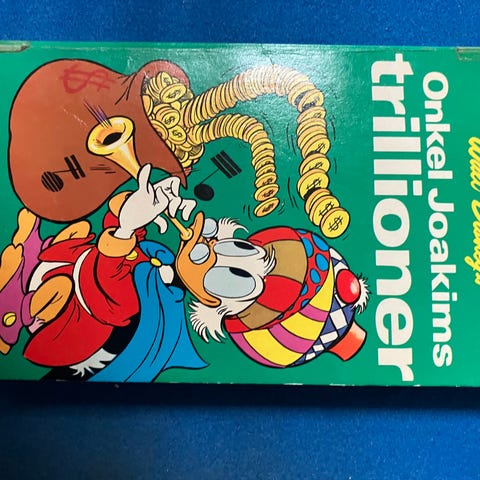 Walt Disney's
Onkel Joakims
trillioner